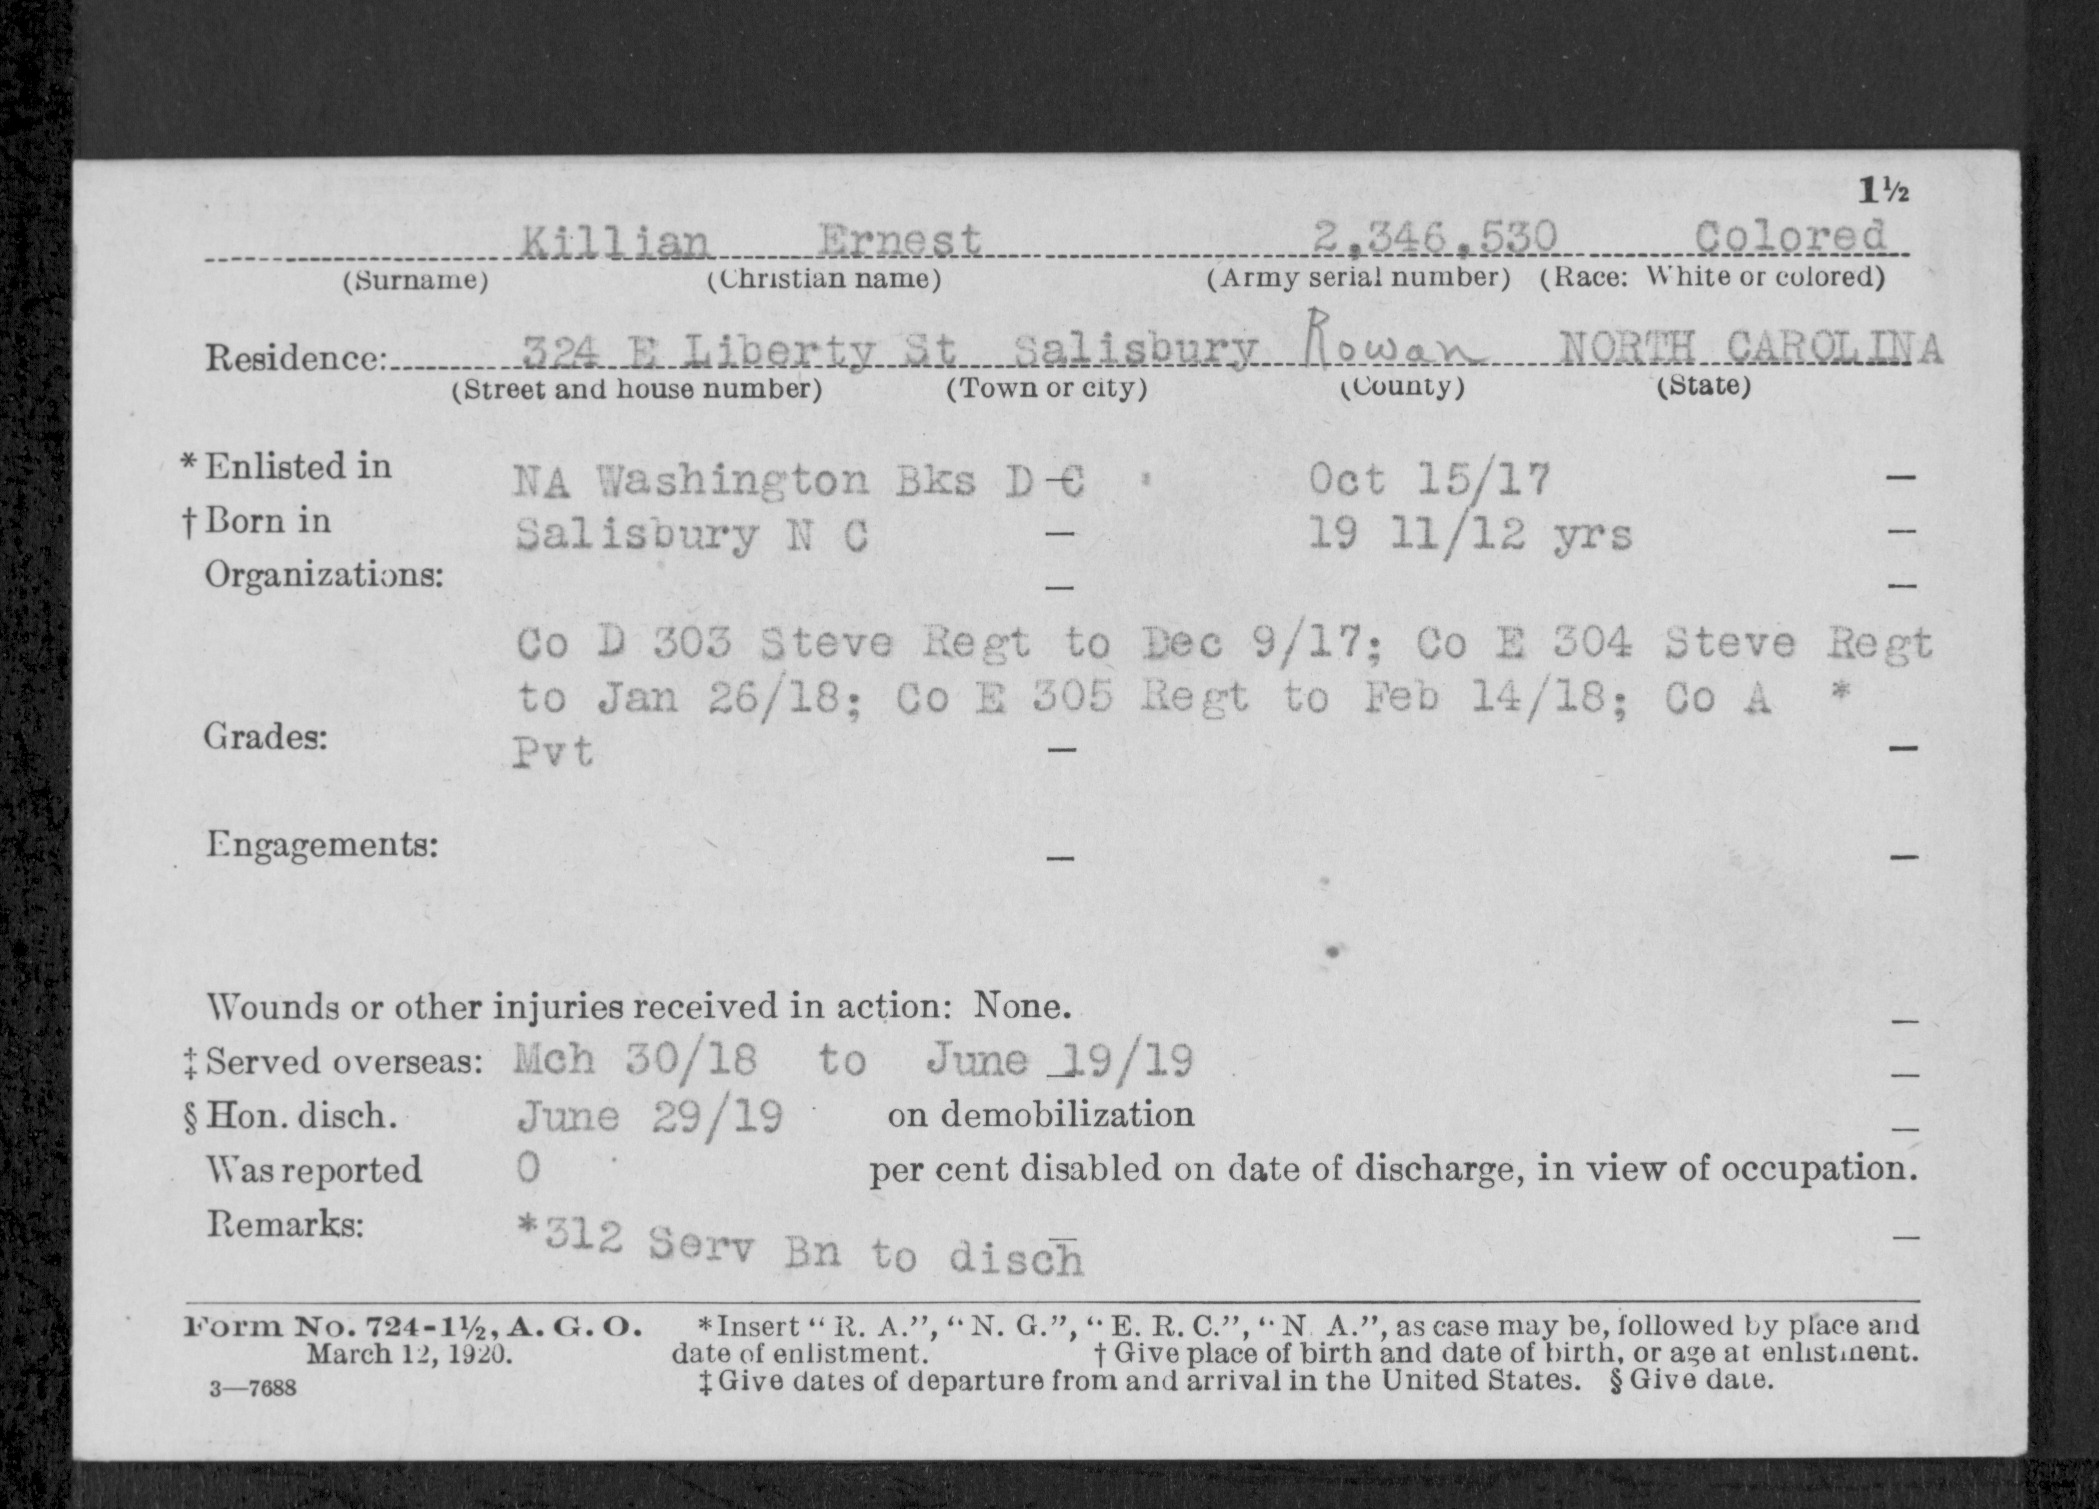 1½
Killian Ernest 2,346,530 Colored
(Surname) (Christian name) (Army serial number) (Race: White or colored)
Residence: 324 E Liberty St Salisbury Rowan NORTH CAROLINA
(Street and house number) (Town or city) (County) (State)
* Enlisted in NA Washington Bks D C Oct 15/17 —
† Born in Salisbury N C — 19 11/12 yrs —
Organizations: — —
Co D 303 Steve Regt to Dec 9/17; Co E 304 Steve Regt
to Jan 26/18; Co E 305 Regt to Feb 14/18; Co A *
Grades: Pvt — —
Engagements: — —
Wounds or other injuries received in action: None. —
‡ Served overseas: Mch 30/18 to June 19/19 —
§ Hon. disch. June 29/19 on demobilization —
Was reported 0 per cent disabled on date of discharge, in view of occupation.
Remarks: *312 Serv Bn to disch —
Form No. 724-1½, A. G. O. * Insert "R. A.", "N. G.", "E. R. C.", "N A.", as case may be, followed by place and
March 12, 1920. date of enlistment. † Give place of birth and date of birth, or age at enlistment.
3—7688 ‡ Give dates of departure from and arrival in the United States. § Give date.